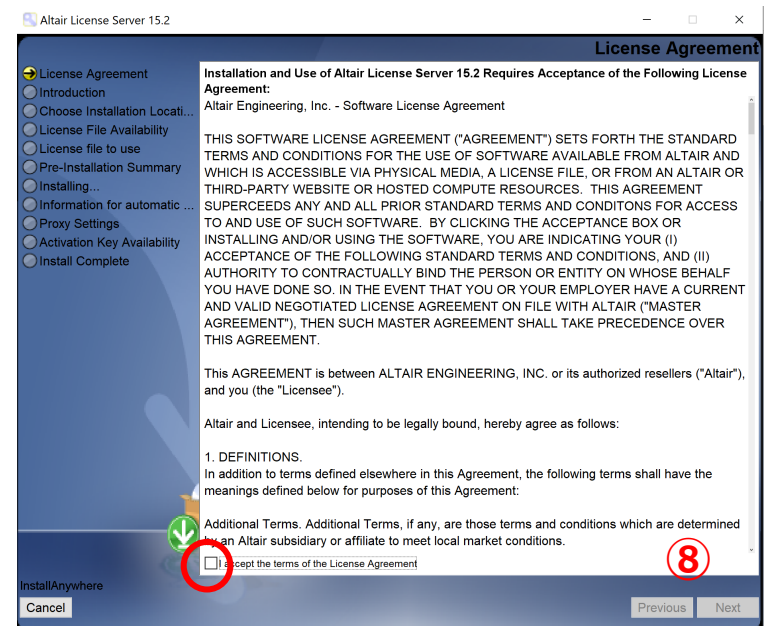 Altair License Server 15.2
License Agreement
License Agreement
Introduction
Choose Installation Locati...
License File Availability
License file to use
Pre-Installation Summary
Installing...
Information for automatic ...
Proxy Settings
Activation Key Availability
Install Complete
Installation and Use of Altair License Server 15.2 Requires Acceptance of the Following License
Agreement:
Altair Engineering, Inc. - Software License Agreement
THIS SOFTWARE LICENSE AGREEMENT ("AGREEMENT") SETS FORTH THE STANDARD
TERMS AND CONDITIONS FOR THE USE OF SOFTWARE AVAILABLE FROM ALTAIR AND
WHICH IS ACCESSIBLE VIA PHYSICAL MEDIA, A LICENSE FILE, OR FROM AN ALTAIR OR
THIRD-PARTY WEBSITE OR HOSTED COMPUTE RESOURCES. THIS AGREEMENT
SUPERCEEDS ANY AND ALL PRIOR STANDARD TERMS AND CONDITONS FOR ACCESS
TO AND USE OF SUCH SOFTWARE. BY CLICKING THE ACCEPTANCE BOX OR
INSTALLING AND/OR USING THE SOFTWARE, YOU ARE INDICATING YOUR (I)
ACCEPTANCE OF THE FOLLOWING STANDARD TERMS AND CONDITIONS, AND (II)
AUTHORITY TO CONTRACTUALLY BIND THE PERSON OR ENTITY ON WHOSE BEHALF
YOU HAVE DONE SO. IN THE EVENT THAT YOU OR YOUR EMPLOYER HAVE A CURRENT
AND VALID NEGOTIATED LICENSE AGREEMENT ON FILE WITH ALTAIR ("MASTER
AGREEMENT"), THEN SUCH MASTER AGREEMENT SHALL TAKE PRECEDENCE OVER
THIS AGREEMENT.
This AGREEMENT is between ALTAIR ENGINEERING, INC. or its authorized resellers ("Altair"),
and you (the "Licensee").
Altair and Licensee, intending to be legally bound, hereby agree as follows:
1. DEFINITIONS.
In addition to terms defined elsewhere in this Agreement, the following terms shall have the
meanings defined below for purposes of this Agreement:
Additional Terms. Additional Terms, if any, are those terms and conditions which are determined
by an Altair subsidiary or affiliate to meet local market conditions.
I accept the terms of the License Agreement
⑧
InstallAnywhere
Cancel
Previous
Next